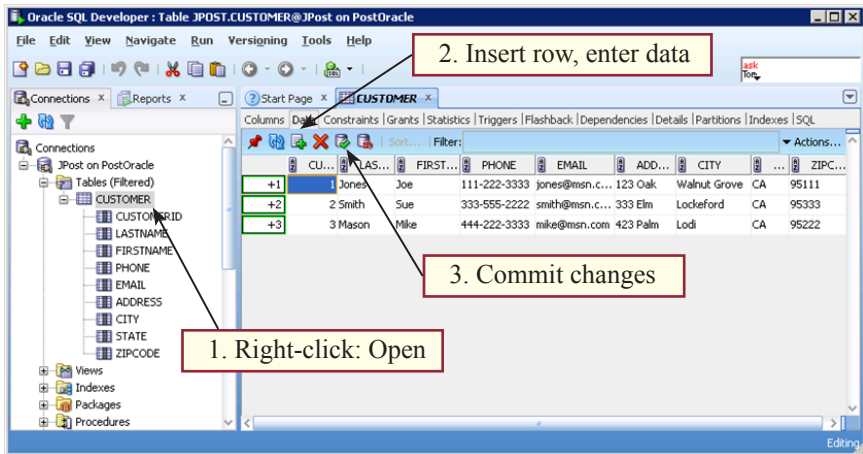 Oracle SQL Developer : Table JPOST.CUSTOMER@JPost on PostOracle
File Edit View Navigate Run Versioning Tools Help
2. Insert row, enter data
ask
Tom
Connections x Reports x
Start Page x CUSTOMER x
Columns Data Constraints Grants Statistics Triggers Flashback Dependencies Details Partitions Indexes SQL
Sort... Filter: Actions...
CU... LAS... FIRST... PHONE EMAIL ADD... CITY ... ZIPC...
+1 1 Jones Joe 111-222-3333 jones@msn.c... 123 Oak Walnut Grove CA 95111
+2 2 Smith Sue 333-555-2222 smith@msn.c... 333 Elm Lockeford CA 95333
+3 3 Mason Mike 444-222-3333 mike@msn.com 423 Palm Lodi CA 95222
Connections
JPost on PostOracle
Tables (Filtered)
CUSTOMER
CUSTOMERID
LASTNAME
FIRSTNAME
PHONE
EMAIL
ADDRESS
CITY
STATE
ZIPCODE
Views
Indexes
Packages
Procedures
3. Commit changes
1. Right-click: Open
Editing